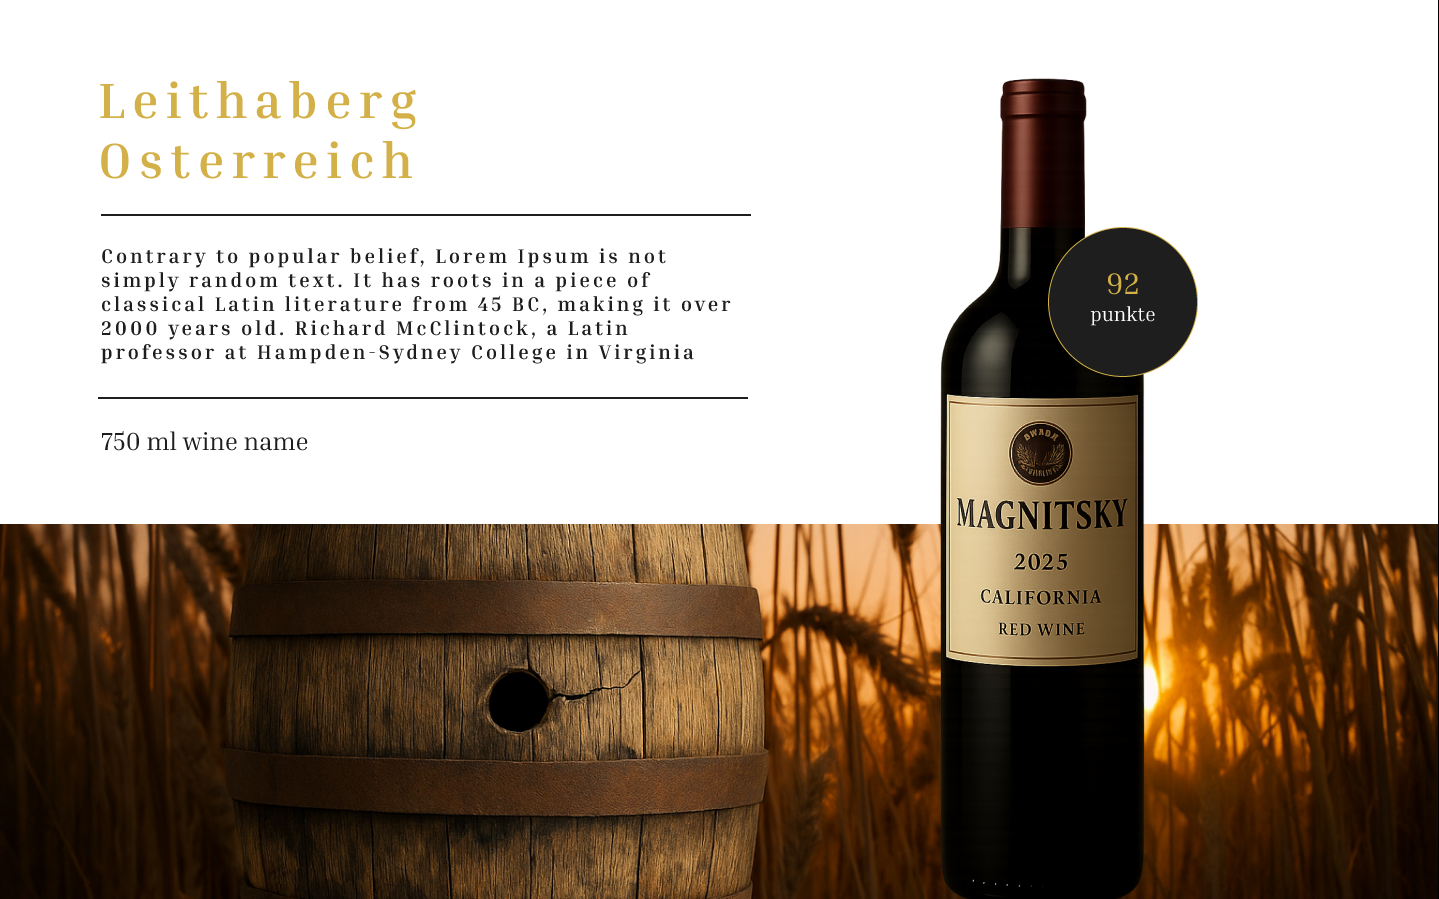 Leithaberg
Osterreich
Contrary to popular belief, Lorem Ipsum is not
simply random text. It has roots in a piece of
classical Latin literature from 45 BC, making it over
2000 years old. Richard McClintock, a Latin
professor at Hampden-Sydney College in Virginia
750 ml wine name
92
punkte
MAGNITSKY
2025
CALIFORNIA
RED WINE